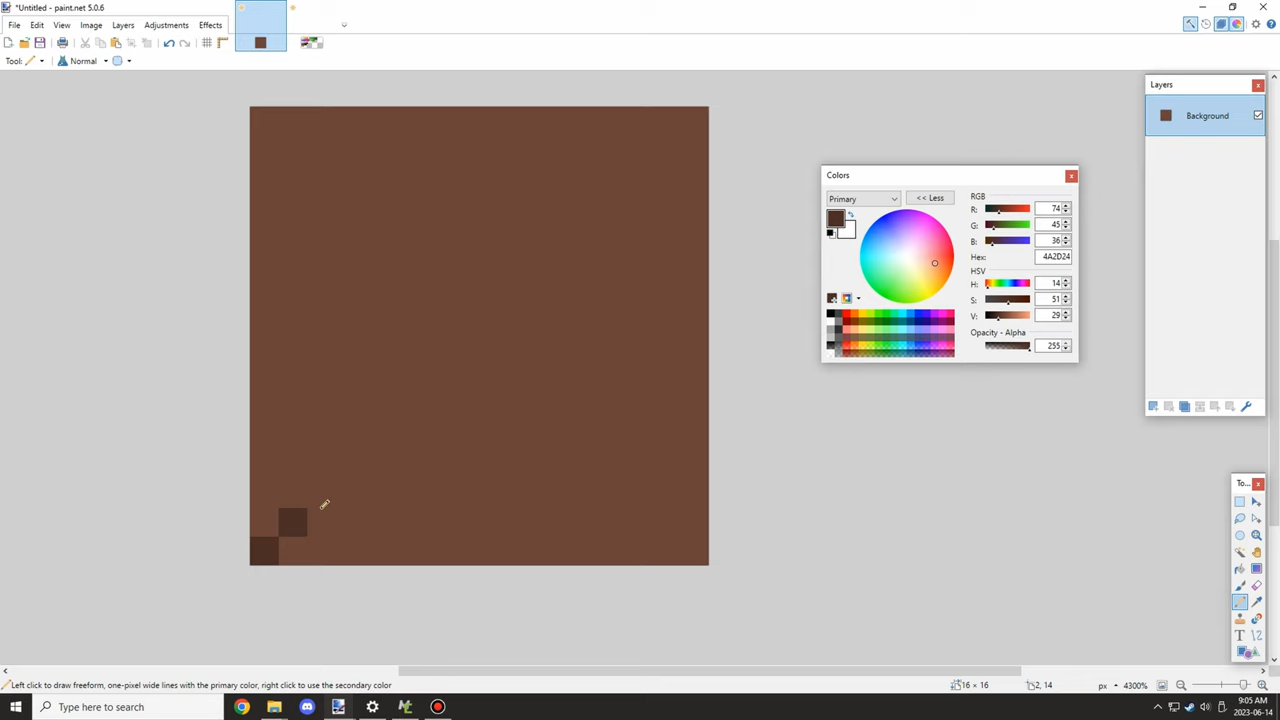 *Untitled - paint.net 5.0.6
File Edit View Image Layers Adjustments Effects
Tool: Normal
Layers
Background
Colors
Primary
<< Less
RGB
R: 74
G: 45
B: 36
Hex: 4A2D24
HSV
H: 14
S: 51
V: 29
Opacity - Alpha
255
To...
Left click to draw freeform, one-pixel wide lines with the primary color, right click to use the secondary color
16 × 16
2, 14
px
4300%
Type here to search
9:05 AM
2023-06-14